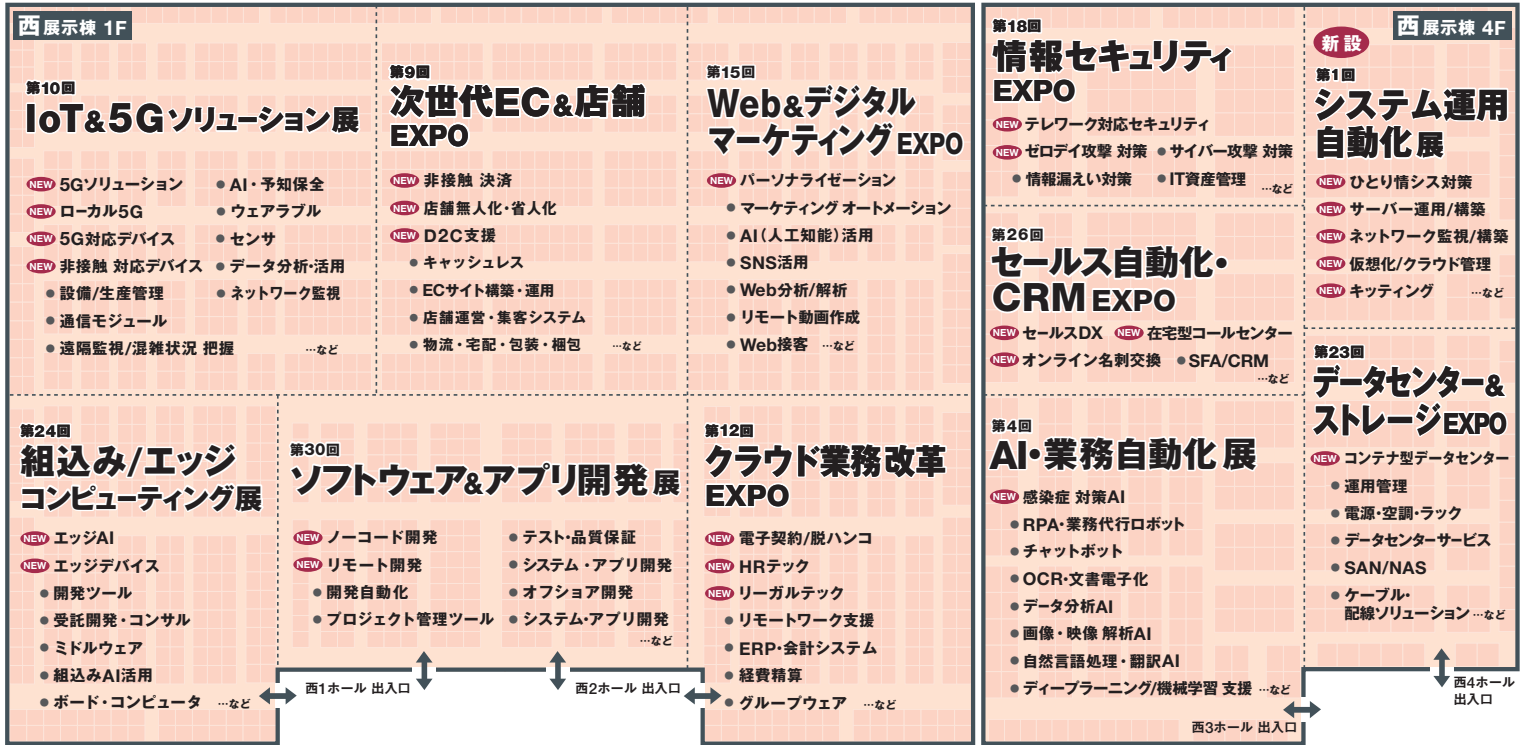 西 展示棟 1F
第10回
IoT&5Gソリューション展
NEW 5Gソリューション
NEW ローカル5G
NEW 5G対応デバイス
NEW 非接触 対応デバイス
● 設備/生産管理
● 通信モジュール
● 遠隔監視/混雑状況 把握
● AI・予知保全
● ウェアラブル
● センサ
● データ分析・活用
● ネットワーク監視
…など
第9回
次世代EC&店舗
EXPO
NEW 非接触 決済
NEW 店舗無人化・省人化
NEW D2C支援
● キャッシュレス
● ECサイト構築・運用
● 店舗運営・集客システム
● 物流・宅配・包装・梱包 …など
第15回
Web&デジタル
マーケティング EXPO
NEW パーソナライゼーション
● マーケティング オートメーション
● AI(人工知能)活用
● SNS活用
● Web分析/解析
● リモート動画作成
● Web接客 …など
第24回
組込み/エッジ
コンピューティング展
NEW エッジAI
NEW エッジデバイス
● 開発ツール
● 受託開発・コンサル
● ミドルウェア
● 組込みAI活用
● ボード・コンピュータ …など
第30回
ソフトウェア&アプリ開発 展
NEW ノーコード開発
NEW リモート開発
● 開発自動化
● プロジェクト管理ツール
● テスト・品質保証
● システム・アプリ開発
● オフショア開発
● システム・アプリ開発
…など
西1ホール 出入口
西2ホール 出入口
第12回
クラウド業務改革
EXPO
NEW 電子契約/脱ハンコ
NEW HRテック
NEW リーガルテック
● リモートワーク支援
● ERP・会計システム
● 経費精算
● グループウェア …など
西 展示棟 4F
第18回
情報セキュリティ
EXPO
NEW テレワーク対応セキュリティ
NEW ゼロデイ攻撃 対策 ● サイバー攻撃 対策
● 情報漏えい対策 ● IT資産管理 …など
第26回
セールス自動化・
CRM EXPO
NEW セールスDX NEW 在宅型コールセンター
NEW オンライン名刺交換 ● SFA/CRM
…など
第4回
AI・業務自動化 展
NEW 感染症 対策AI
● RPA・業務代行ロボット
● チャットボット
● OCR・文書電子化
● データ分析AI
● 画像・映像 解析AI
● 自然言語処理・翻訳AI
● ディープラーニング/機械学習 支援 …など
西3ホール 出入口
新設
第1回
システム運用
自動化 展
NEW ひとり情シス対策
NEW サーバー運用/構築
NEW ネットワーク監視/構築
NEW 仮想化/クラウド管理
NEW キッティング …など
第23回
データセンター&
ストレージEXPO
NEW コンテナ型データセンター
● 運用管理
● 電源・空調・ラック
● データセンターサービス
● SAN/NAS
● ケーブル・
配線ソリューション …など
西4ホール
出入口